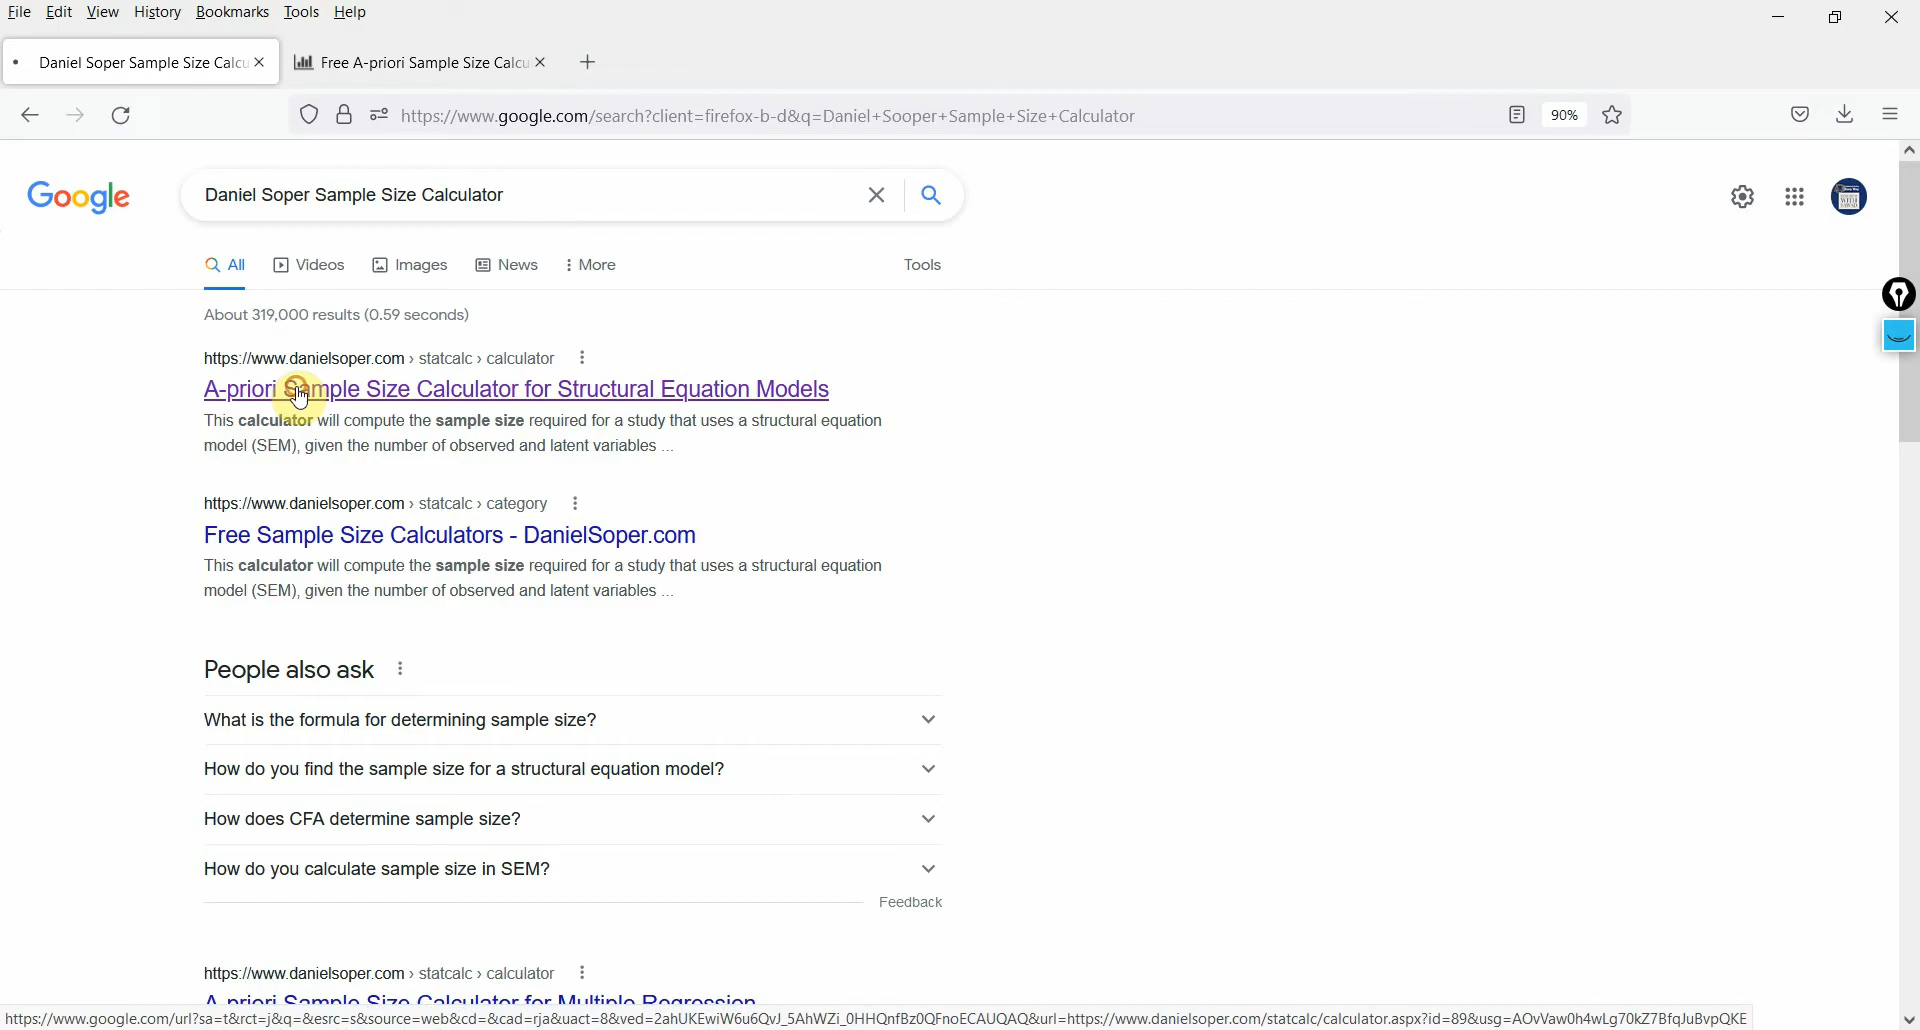 File Edit View History Bookmarks Tools Help
Daniel Soper Sample Size Calcu
Free A-priori Sample Size Calcu
https://www.google.com/search?client=firefox-b-d&q=Daniel+Sooper+Sample+Size+Calculator
90%
Google
Daniel Soper Sample Size Calculator
All Videos Images News More Tools
About 319,000 results (0.59 seconds)
https://www.danielsoper.com › statcalc › calculator
A-priori Sample Size Calculator for Structural Equation Models
This calculator will compute the sample size required for a study that uses a structural equation
model (SEM), given the number of observed and latent variables ...
https://www.danielsoper.com › statcalc › category
Free Sample Size Calculators - DanielSoper.com
This calculator will compute the sample size required for a study that uses a structural equation
model (SEM), given the number of observed and latent variables ...
People also ask
What is the formula for determining sample size?
How do you find the sample size for a structural equation model?
How does CFA determine sample size?
How do you calculate sample size in SEM?
Feedback
https://www.danielsoper.com › statcalc › calculator
A-priori Sample Size Calculator for Multiple Regression
https://www.google.com/url?sa=t&rct=j&q=&esrc=s&source=web&cd=&cad=rja&uact=8&ved=2ahUKEwiW6u6QvJ_5AhWZi_0HHQnfBz0QFnoECAUQAQ&url=https://www.danielsoper.com/statcalc/calculator.aspx?id=89&usg=AOvVaw0h4wLg70kZ7BfqJuBvpQKE